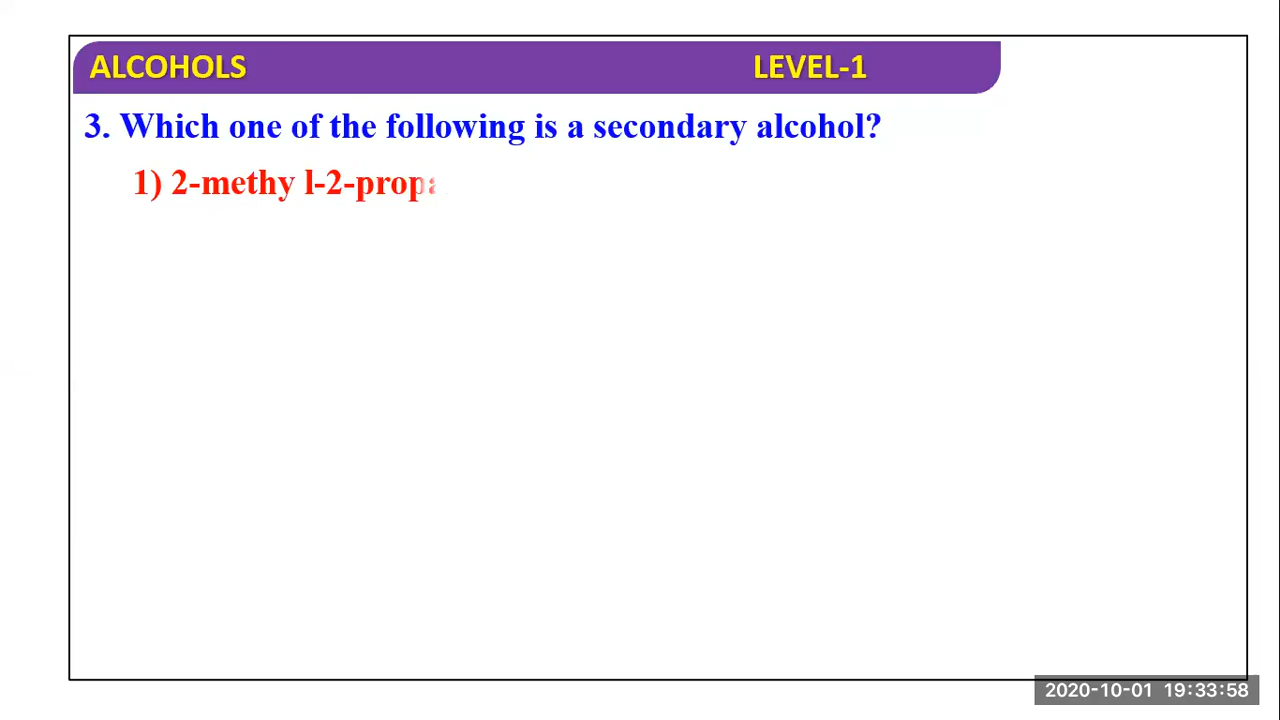 ALCOHOLS LEVEL-1
3. Which one of the following is a secondary alcohol?
1) 2-methy l-2-propa
2020-10-01 19:33:58